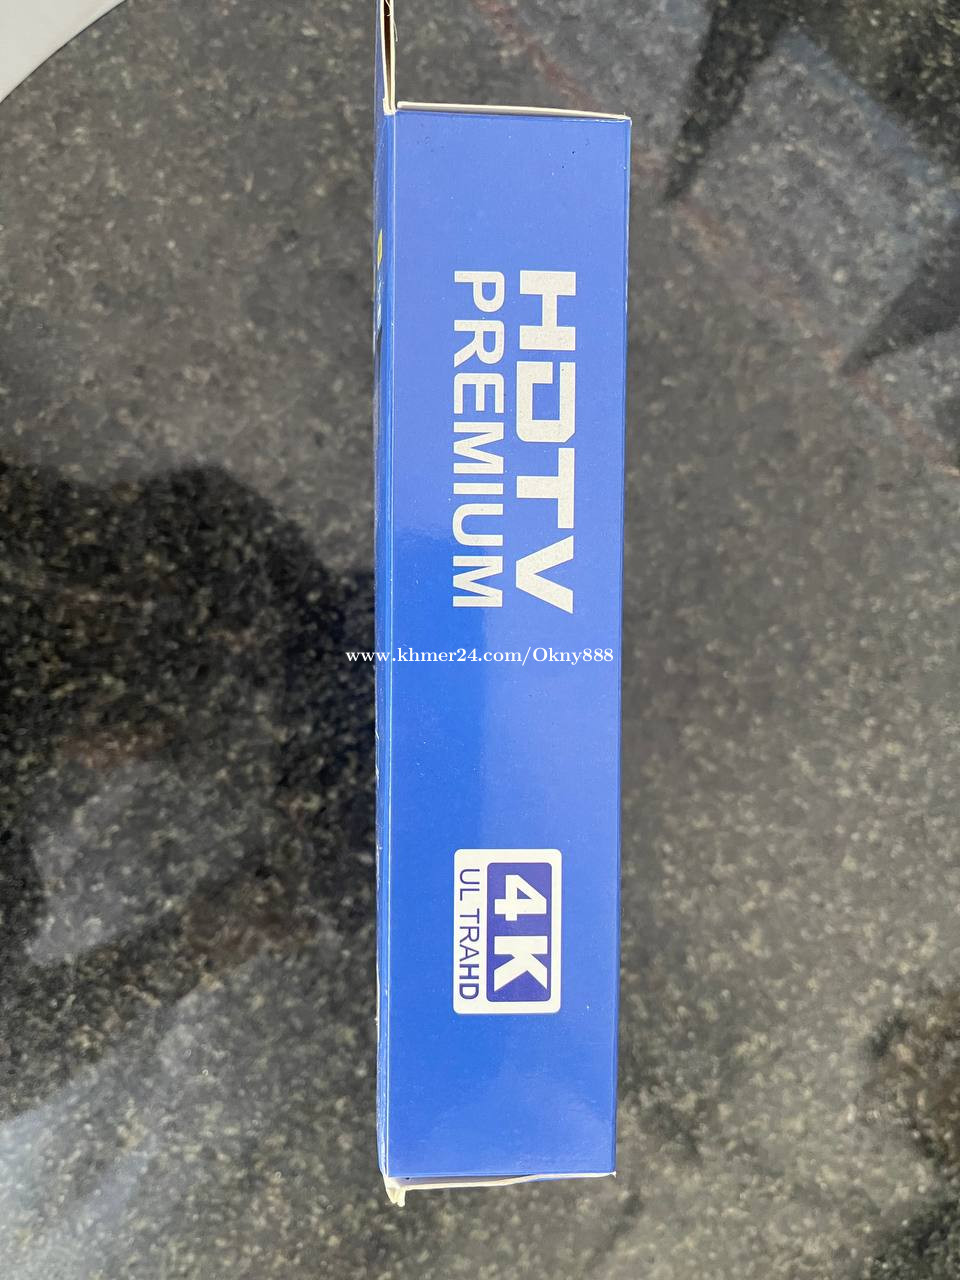 HDTV
PREMIUM
www.khmer24.com/Okny888
4K
UL TRAHD